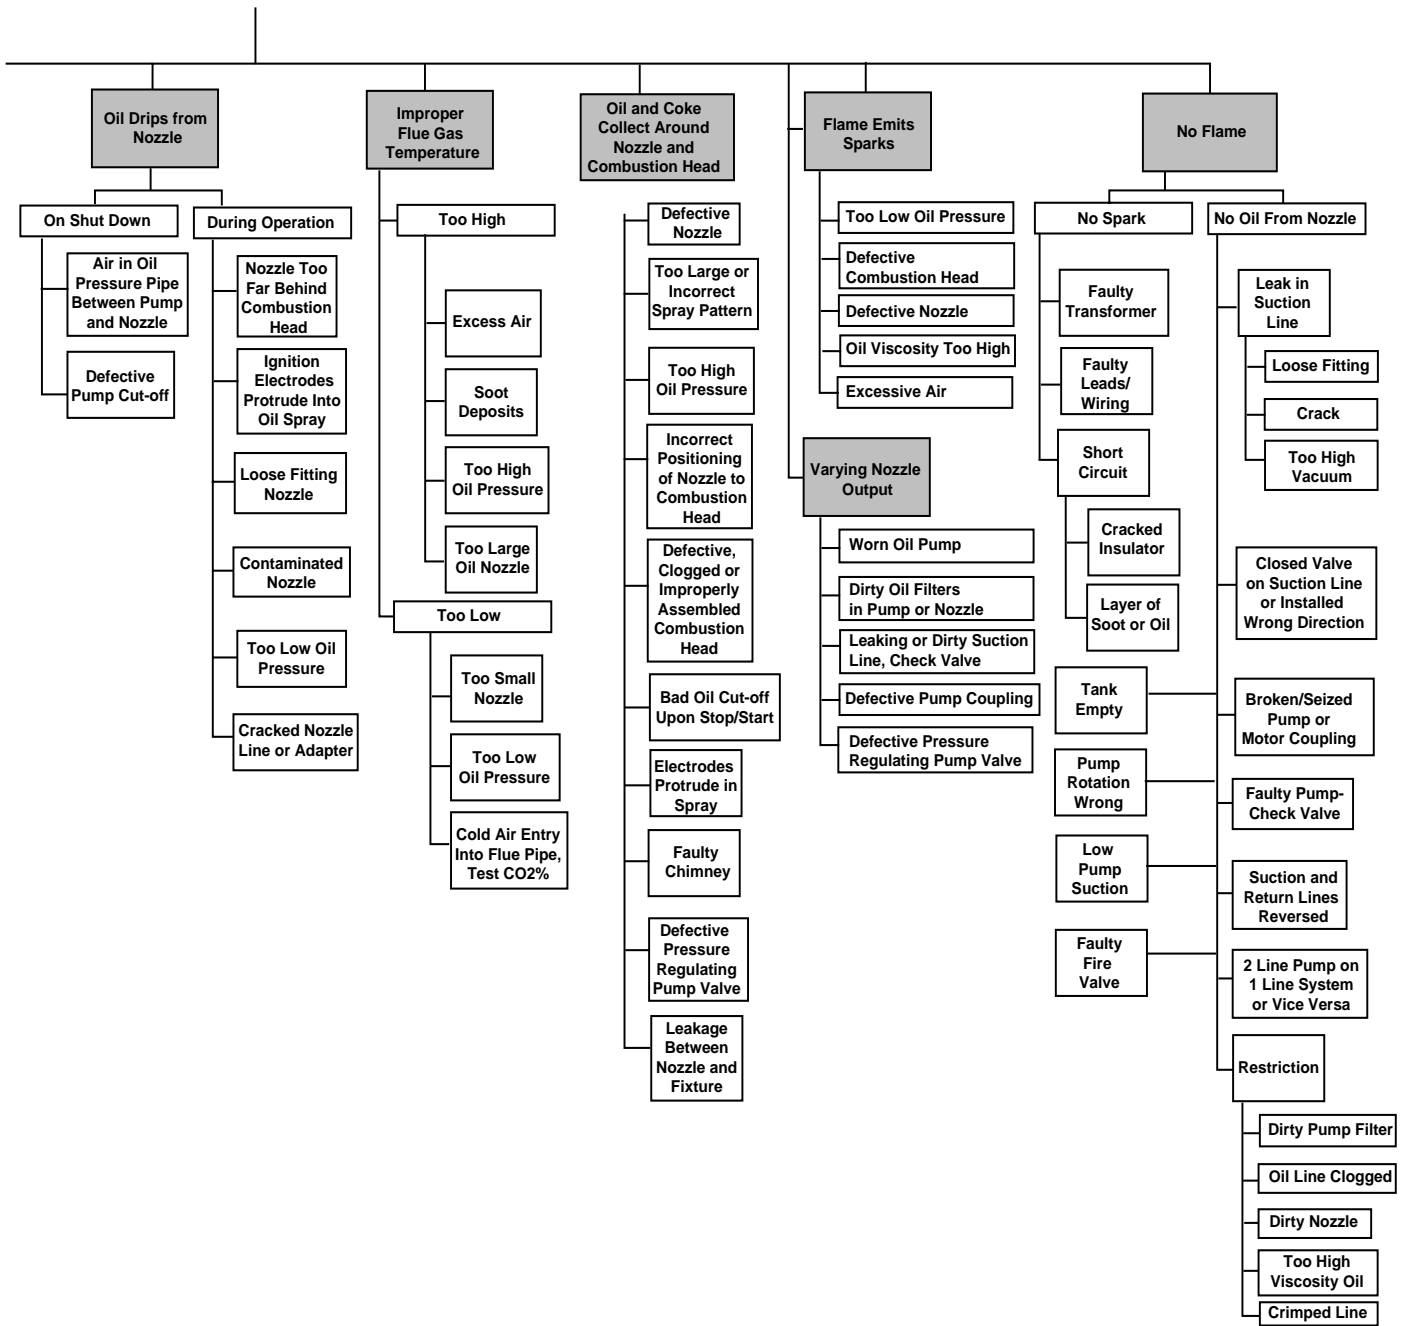 Oil Drips from
Nozzle
On Shut Down
Air in Oil
Pressure Pipe
Between Pump
and Nozzle
Defective
Pump Cut-off
During Operation
Nozzle Too
Far Behind
Combustion
Head
Ignition
Electrodes
Protrude Into
Oil Spray
Loose Fitting
Nozzle
Contaminated
Nozzle
Too Low Oil
Pressure
Cracked Nozzle
Line or Adapter
Improper
Flue Gas
Temperature
Too High
Excess Air
Soot
Deposits
Too High
Oil Pressure
Too Large
Oil Nozzle
Too Low
Too Small
Nozzle
Too Low
Oil Pressure
Cold Air Entry
Into Flue Pipe,
Test CO2%
Oil and Coke
Collect Around
Nozzle and
Combustion Head
Defective
Nozzle
Too Large or
Incorrect
Spray Pattern
Too High
Oil Pressure
Incorrect
Positioning
of Nozzle to
Combustion
Head
Defective,
Clogged or
Improperly
Assembled
Combustion
Head
Bad Oil Cut-off
Upon Stop/Start
Electrodes
Protrude in
Spray
Faulty
Chimney
Defective
Pressure
Regulating
Pump Valve
Leakage
Between
Nozzle and
Fixture
Flame Emits
Sparks
Too Low Oil Pressure
Defective
Combustion Head
Defective Nozzle
Oil Viscosity Too High
Excessive Air
Varying Nozzle
Output
Worn Oil Pump
Dirty Oil Filters
in Pump or Nozzle
Leaking or Dirty Suction
Line, Check Valve
Defective Pump Coupling
Defective Pressure
Regulating Pump Valve
No Flame
No Spark
Faulty
Transformer
Faulty
Leads/
Wiring
Short
Circuit
Cracked
Insulator
Layer of
Soot or Oil
No Oil From Nozzle
Leak in
Suction
Line
Loose Fitting
Crack
Too High
Vacuum
Closed Valve
on Suction Line
or Installed
Wrong Direction
Tank
Empty
Broken/Seized
Pump or
Motor Coupling
Pump
Rotation
Wrong
Faulty Pump-
Check Valve
Low
Pump
Suction
Suction and
Return Lines
Reversed
Faulty
Fire
Valve
2 Line Pump on
1 Line System
or Vice Versa
Restriction
Dirty Pump Filter
Oil Line Clogged
Dirty Nozzle
Too High
Viscosity Oil
Crimped Line